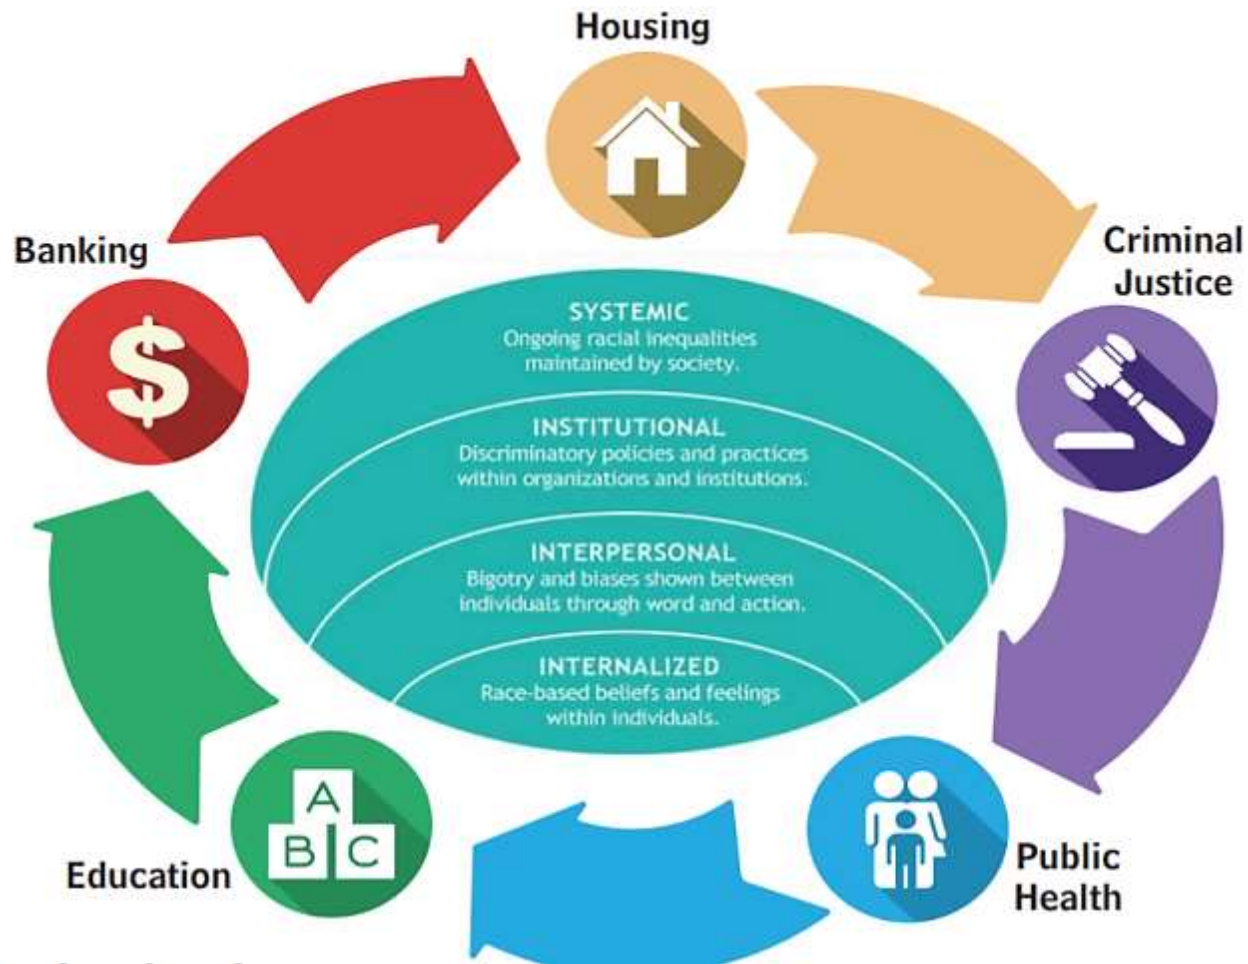 Housing
Banking
Criminal
Justice
SYSTEMIC
Ongoing racial inequalities
maintained by society.
INSTITUTIONAL
Discriminatory policies and practices
within organizations and institutions.
INTERPERSONAL
Bigotry and biases shown between
individuals through word and action.
INTERNALIZED
Race-based beliefs and feelings
within individuals.
A
B C
Education
Public
Health